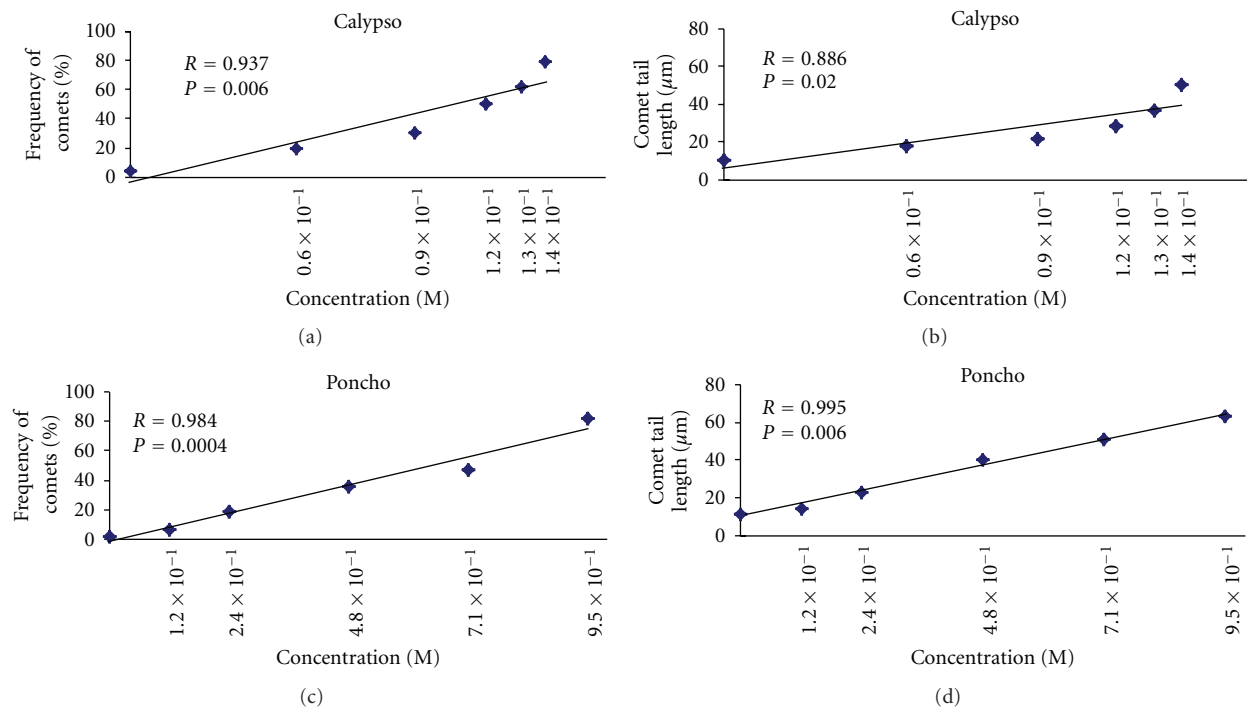 Calypso
Frequency of
comets (%)
100
80
60
40
20
0
R = 0.937
P = 0.006
0.6 × 10⁻¹
0.9 × 10⁻¹
1.2 × 10⁻¹
1.3 × 10⁻¹
1.4 × 10⁻¹
Concentration (M)
(a)
Calypso
Comet tail
length (μm)
80
60
40
20
0
R = 0.886
P = 0.02
0.6 × 10⁻¹
0.9 × 10⁻¹
1.2 × 10⁻¹
1.3 × 10⁻¹
1.4 × 10⁻¹
Concentration (M)
(b)
Poncho
Frequency of
comets (%)
100
80
60
40
20
0
R = 0.984
P = 0.0004
1.2 × 10⁻¹
2.4 × 10⁻¹
4.8 × 10⁻¹
7.1 × 10⁻¹
9.5 × 10⁻¹
Concentration (M)
(c)
Poncho
Comet tail
length (μm)
80
60
40
20
0
R = 0.995
P = 0.006
1.2 × 10⁻¹
2.4 × 10⁻¹
4.8 × 10⁻¹
7.1 × 10⁻¹
9.5 × 10⁻¹
Concentration (M)
(d)